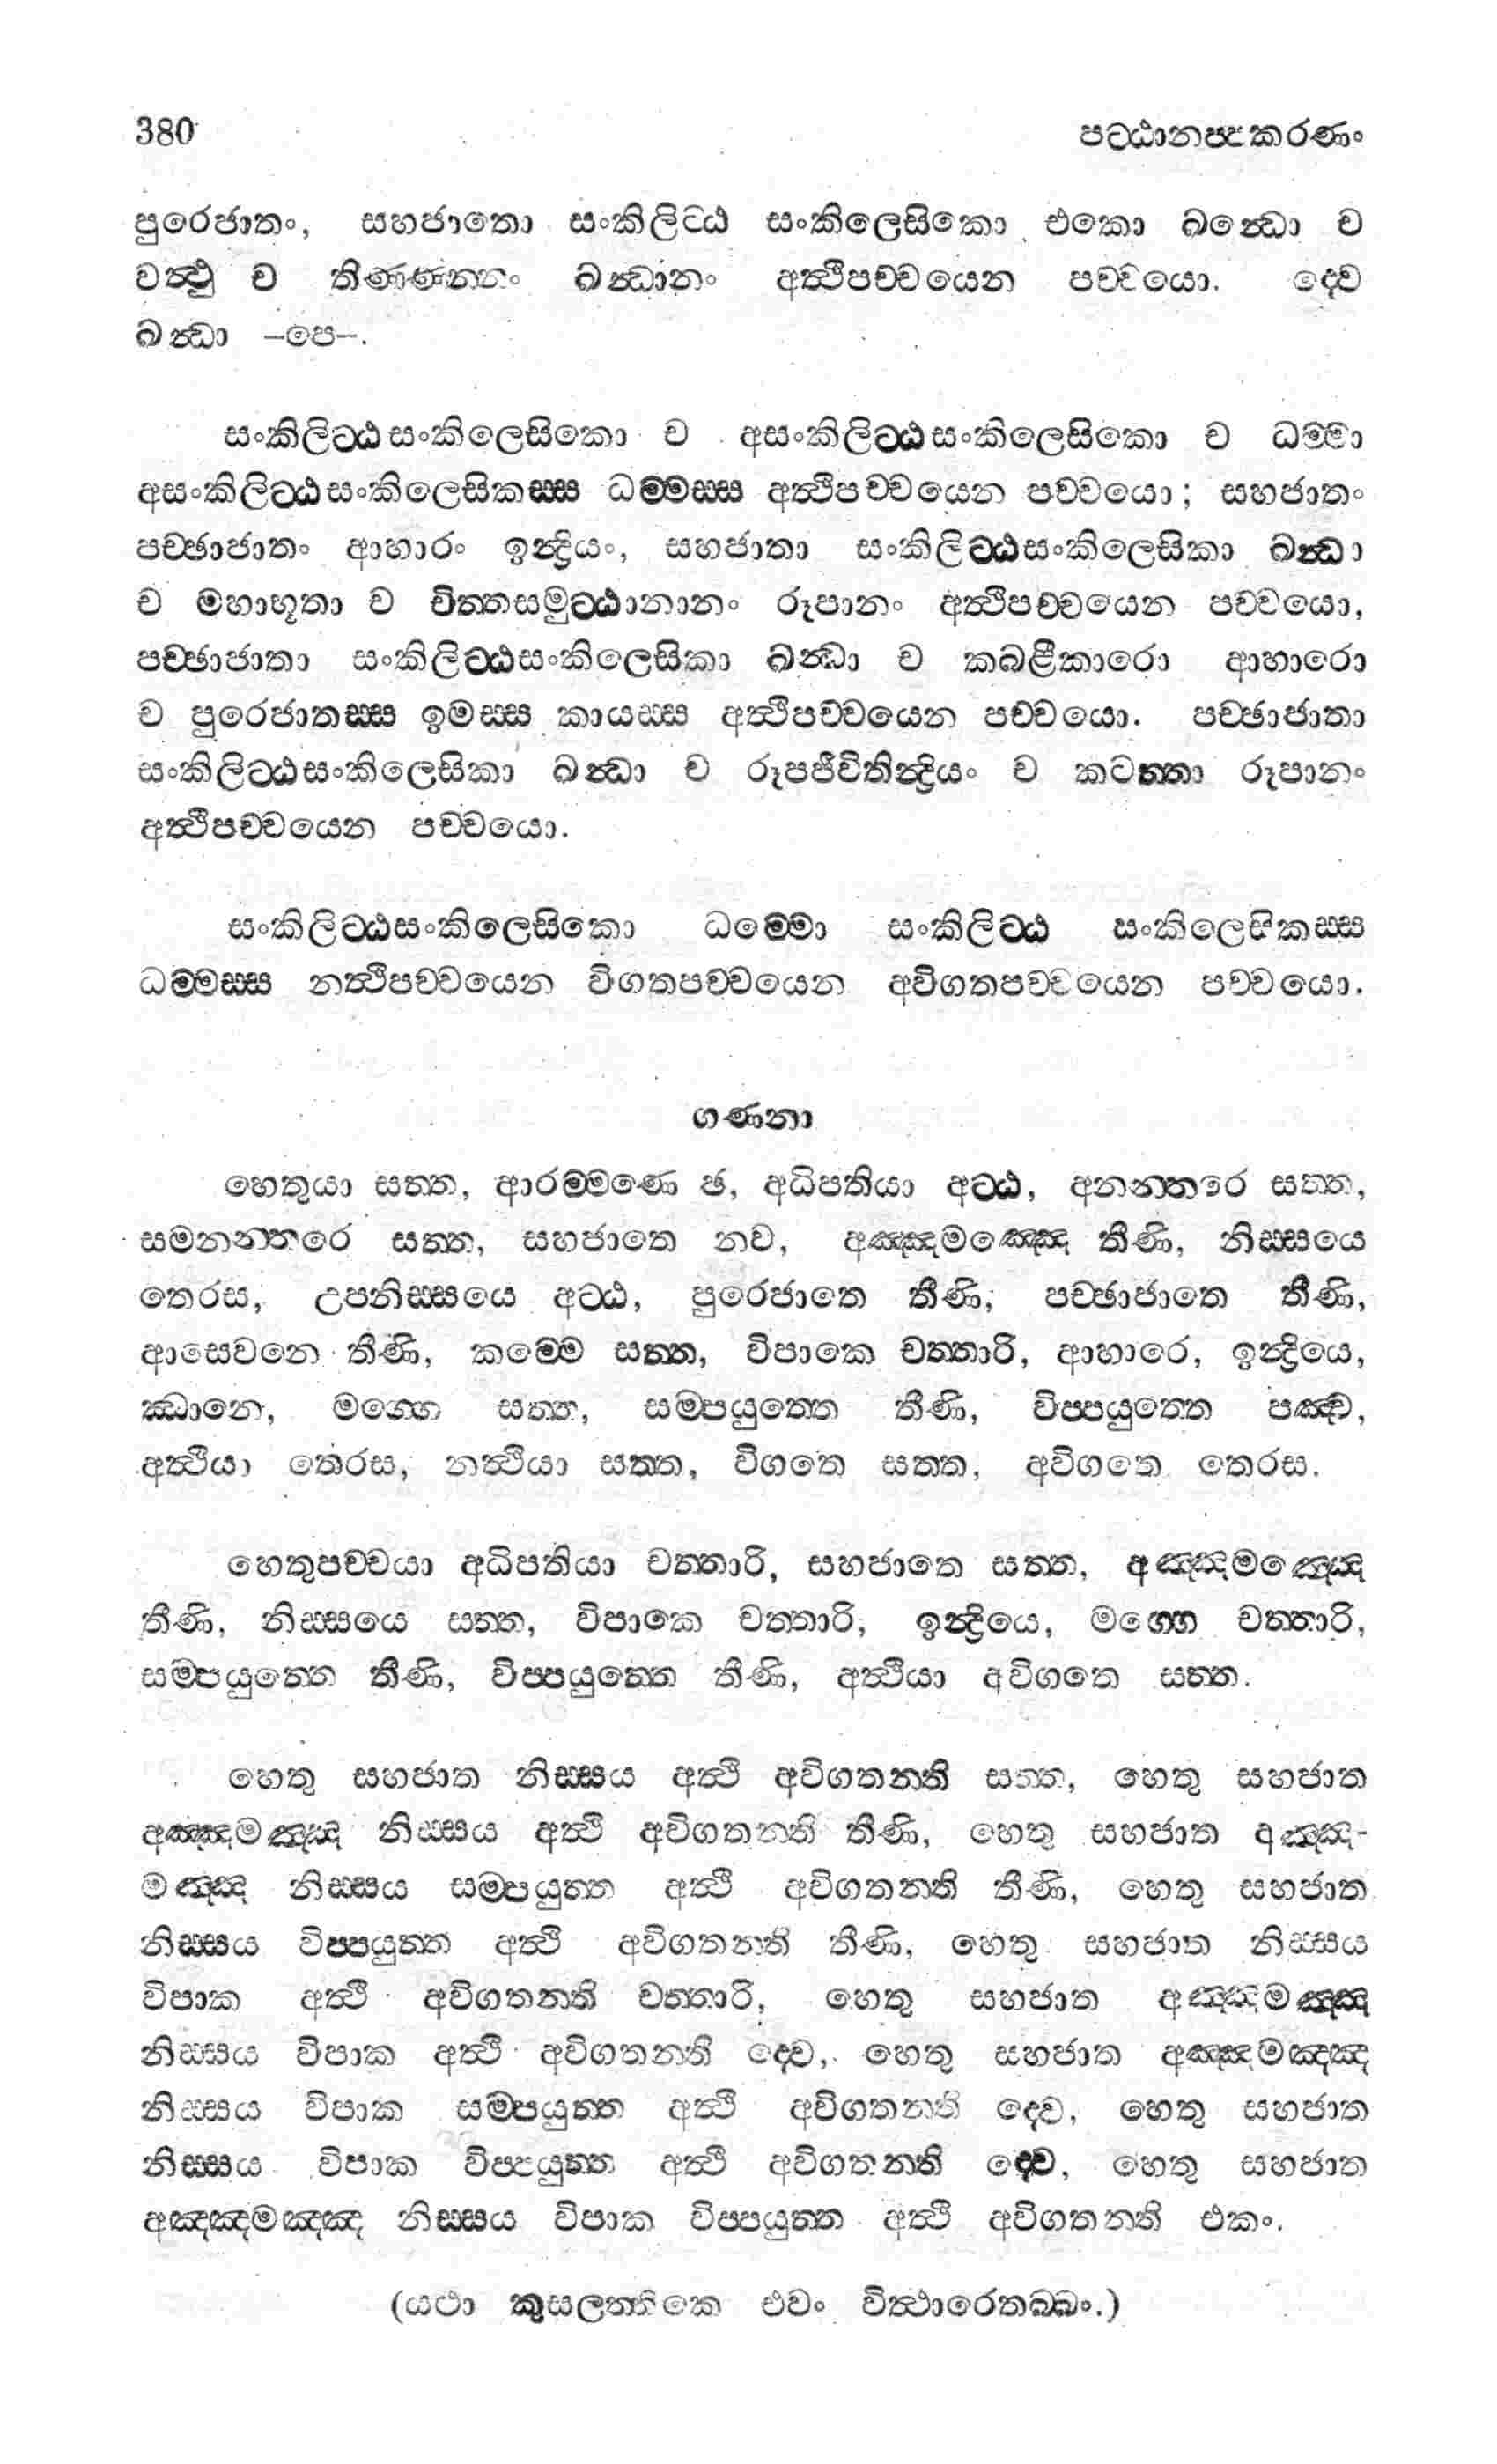 380 පට්ඨානප්පකරණං
පුරෙජාතං, සහජාතො සංකිලිට්ඨ සංකිලෙසිකො එකො ඛන්ධො ච
වත්ථු ච තිණ්ණන්නං ඛන්ධානං අත්ථිපච්චයෙන පච්චයො. ද්වෙ
ඛන්ධා –පෙ–.
සංකිලිට්ඨසංකිලෙසිකො ච අසංකිලිට්ඨසංකිලෙසිකො ච ධම්මා
අසංකිලිට්ඨසංකිලෙසිකස්ස ධම්මස්ස අත්ථිපච්චයෙන පච්චයො; සහජාතං
පච්ඡාජාතං ආහාරං ඉන්ද්‍රියං, සහජාතා සංකිලිට්ඨසංකිලෙසිකා ඛන්ධා
ච මහාභූතා ච චිත්තසමුට්ඨානානං රූපානං අත්ථිපච්චයෙන පච්චයො,
පච්ඡාජාතා සංකිලිට්ඨසංකිලෙසිකා ඛන්ධා ච කබළීකාරො ආහාරො
ච පුරෙජාතස්ස ඉමස්ස කායස්ස අත්ථිපච්චයෙන පච්චයො. පච්ඡාජාතා
සංකිලිට්ඨසංකිලෙසිකා ඛන්ධා ච රූපජීවිතින්ද්‍රියං ච කටත්තා රූපානං
අත්ථිපච්චයෙන පච්චයො.
සංකිලිට්ඨසංකිලෙසිකො ධම්මො සංකිලිට්ඨ සංකිලෙසිකස්ස
ධම්මස්ස නත්ථිපච්චයෙන විගතපච්චයෙන අවිගතපච්චයෙන පච්චයො.
ගණනා
හෙතුයා සත්ත, ආරම්මණෙ ඡ, අධිපතියා අට්ඨ, අනන්තරෙ සත්ත,
සමනන්තරෙ සත්ත, සහජාතෙ නව, අඤ්ඤමඤ්ඤෙ තීණි, නිස්සයෙ
තෙරස, උපනිස්සයෙ අට්ඨ, පුරෙජාතෙ තීණි, පච්ඡාජාතෙ තීණි,
ආසෙවනෙ තීණි, කම්මෙ සත්ත, විපාකෙ චත්තාරි, ආහාරෙ, ඉන්ද්‍රියෙ,
ඣානෙ, මග්ගෙ සත්ත, සම්පයුත්තෙ තීණි, විප්පයුත්තෙ පඤ්ච,
අත්ථියා තෙරස, නත්ථියා සත්ත, විගතෙ සත්ත, අවිගතෙ තෙරස.
හෙතුපච්චයා අධිපතියා චත්තාරි, සහජාතෙ සත්ත, අඤ්ඤමඤ්ඤෙ
තීණි, නිස්සයෙ සත්ත, විපාකෙ චත්තාරි, ඉන්ද්‍රියෙ, මග්ගෙ චත්තාරි,
සම්පයුත්තෙ තීණි, විප්පයුත්තෙ තීණි, අත්ථියා අවිගතෙ සත්ත.
හෙතු සහජාත නිස්සය අත්ථි අවිගතන්ති සත්ත, හෙතු සහජාත
අඤ්ඤමඤ්ඤ නිස්සය අත්ථි අවිගතන්ති තීණි, හෙතු සහජාත අඤ්ඤ-
මඤ්ඤ නිස්සය සම්පයුත්ත අත්ථි අවිගතන්ති තීණි, හෙතු සහජාත
නිස්සය විප්පයුත්ත අත්ථි අවිගතන්ති තීණි, හෙතු සහජාත නිස්සය
විපාක අත්ථි අවිගතන්ති චත්තාරි, හෙතු සහජාත අඤ්ඤමඤ්ඤ
නිස්සය විපාක අත්ථි අවිගතන්ති ද්වෙ, හෙතු සහජාත අඤ්ඤමඤ්ඤ
නිස්සය විපාක සම්පයුත්ත අත්ථි අවිගතන්ති ද්වෙ, හෙතු සහජාත
නිස්සය විපාක විප්පයුත්ත අත්ථි අවිගතන්ති ද්වෙ, හෙතු සහජාත
අඤ්ඤමඤ්ඤ නිස්සය විපාක විප්පයුත්ත අත්ථි අවිගතන්ති එකං.
(යථා කුසලත්තිකෙ එවං විත්ථාරෙතබ්බං.)